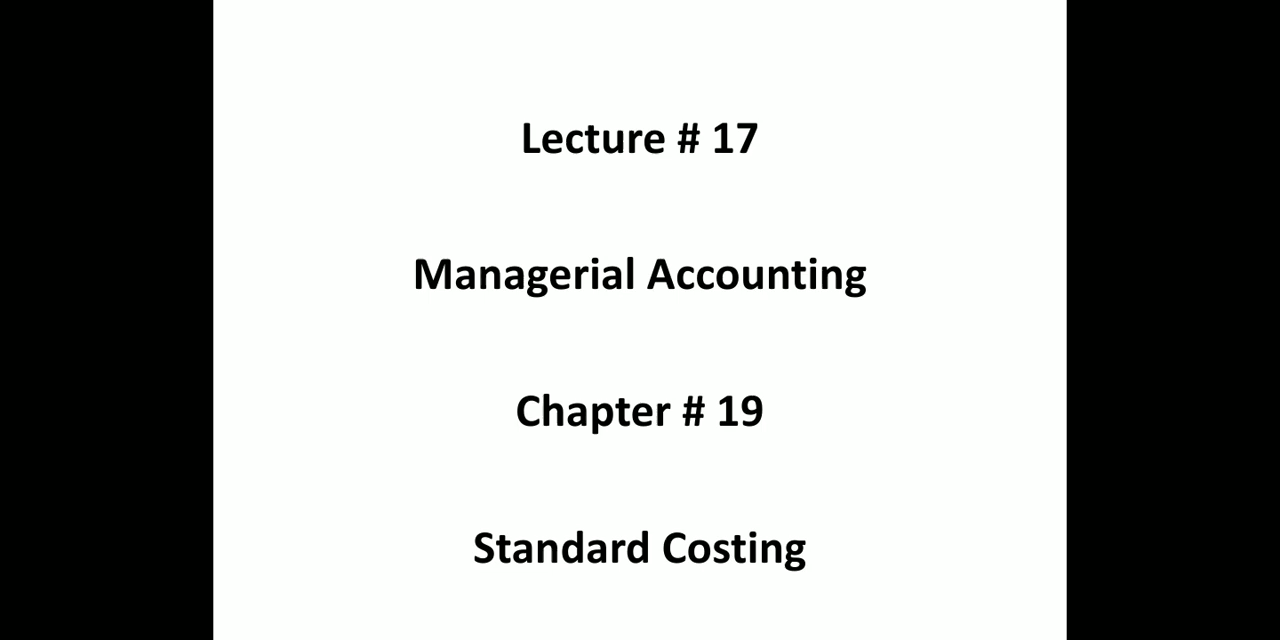 Lecture # 17
Managerial Accounting
Chapter # 19
Standard Costing